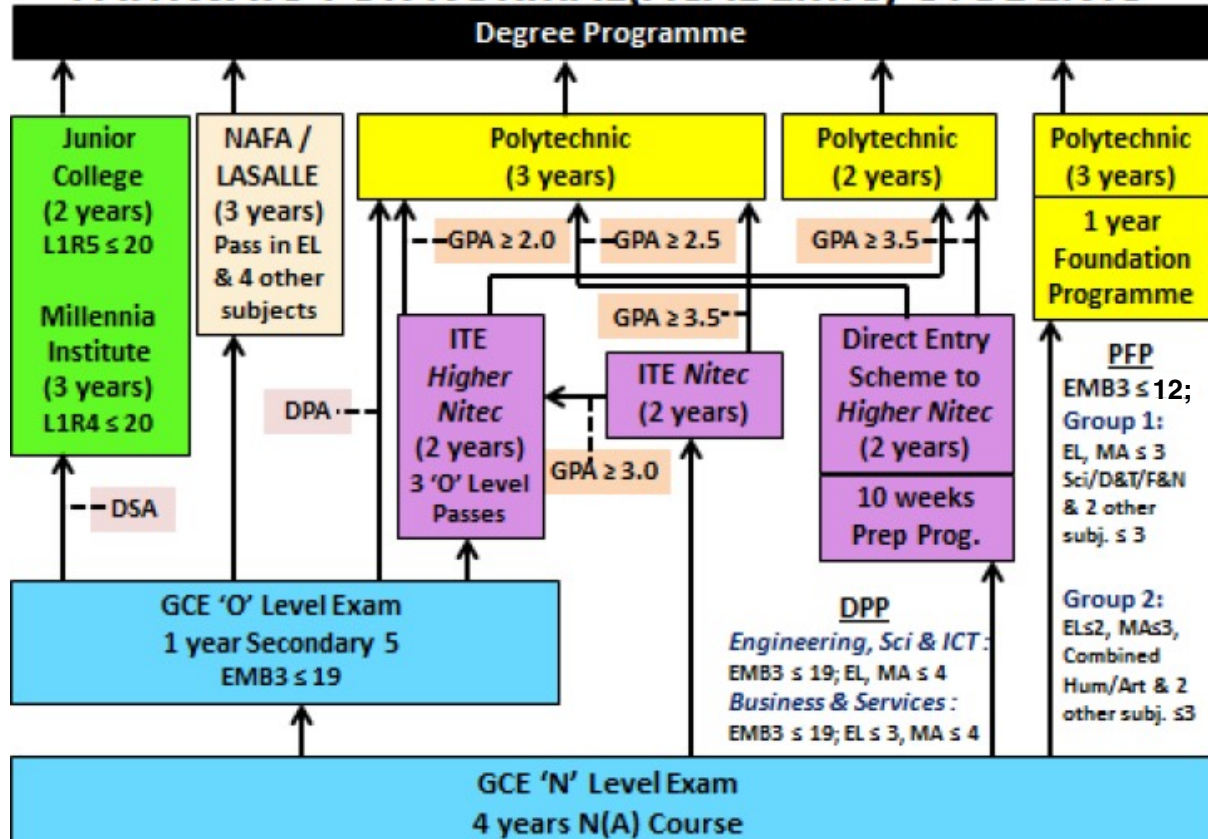 Degree Programme
Junior
College
(2 years)
L1R5 ≤ 20
Millennia
Institute
(3 years)
L1R4 ≤ 20
NAFA /
LASALLE
(3 years)
Pass in EL
& 4 other
subjects
Polytechnic
(3 years)
Polytechnic
(2 years)
Polytechnic
(3 years)
1 year
Foundation
Programme
GPA ≥ 2.0
GPA ≥ 2.5
GPA ≥ 3.5
GPA ≥ 3.5
ITE
Higher
Nitec
(2 years)
3 ‘O’ Level
Passes
ITE Nitec
(2 years)
Direct Entry
Scheme to
Higher Nitec
(2 years)
10 weeks
Prep Prog.
DPA
GPA ≥ 3.0
DSA
PFP
EMB3 ≤ 12;
Group 1:
EL, MA ≤ 3
Sci/D&T/F&N
& 2 other
subj. ≤ 3
Group 2:
EL≤2, MA≤3,
Combined
Hum/Art & 2
other subj. ≤3
GCE ‘O’ Level Exam
1 year Secondary 5
EMB3 ≤ 19
DPP
Engineering, Sci & ICT :
EMB3 ≤ 19; EL, MA ≤ 4
Business & Services :
EMB3 ≤ 19; EL ≤ 3, MA ≤ 4
GCE ‘N’ Level Exam
4 years N(A) Course